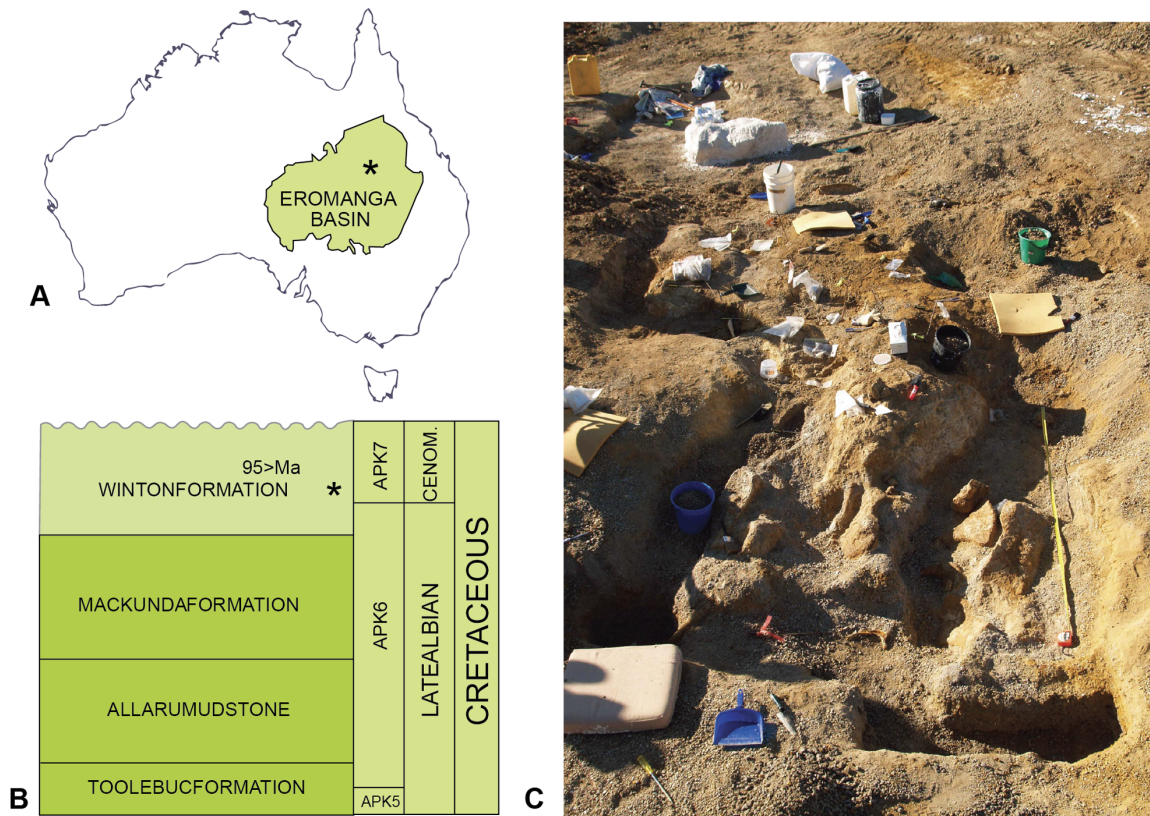 EROMANGA
BASIN
A
95>Ma
WINTONFORMATION
MACKUNDAFORMATION
ALLARUMUDSTONE
TOOLEBUCFORMATION
APK7
APK6
APK5
CENOM.
LATEALBIAN
CRETACEOUS
B
C